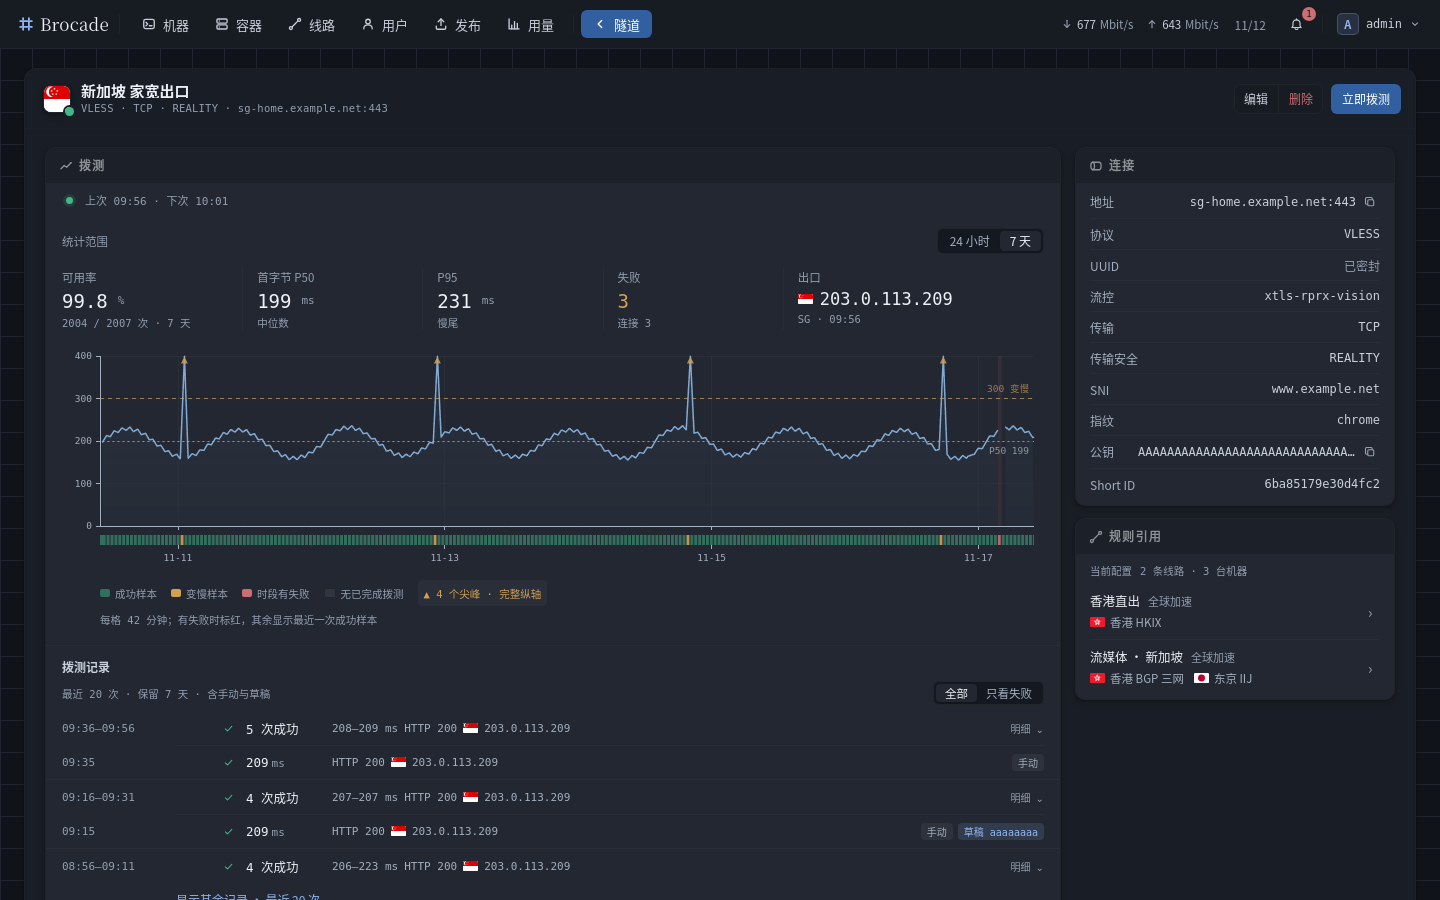 Brocade 机器 容器 线路 用户 发布 用量 隧道 ↓ 677 Mbit/s ↑ 643 Mbit/s 11/12 1 A admin
新加坡 家宽出口
VLESS · TCP · REALITY · sg-home.example.net:443
编辑 删除 立即拨测
拨测
上次 09:56 · 下次 10:01
统计范围 24 小时 7 天
可用率 首字节 P50 P95 失败 出口
99.8 % 199 ms 231 ms 3 203.0.113.209
2004 / 2007 次 · 7 天 中位数 慢尾 连接 3 SG · 09:56
400
300 300 变慢
200
P50 199
100
0
11-11 11-13 11-15 11-17
成功样本 变慢样本 时段有失败 无已完成拨测 ▲ 4 个尖峰 · 完整纵轴
每格 42 分钟; 有失败时标红, 其余显示最近一次成功样本
拨测记录
最近 20 次 · 保留 7 天 · 含手动与草稿 全部 只看失败
09:36–09:56 ✓ 5 次成功 208–209 ms HTTP 200 203.0.113.209 明细
09:35 ✓ 209 ms HTTP 200 203.0.113.209 手动
09:16–09:31 ✓ 4 次成功 207–207 ms HTTP 200 203.0.113.209 明细
09:15 ✓ 209 ms HTTP 200 203.0.113.209 手动 草稿 aaaaaaaa
08:56–09:11 ✓ 4 次成功 206–223 ms HTTP 200 203.0.113.209 明细
显示其余记录 · 最近 20 次
连接
地址 sg-home.example.net:443
协议 VLESS
UUID 已密封
流控 xtls-rprx-vision
传输 TCP
传输安全 REALITY
SNI www.example.net
指纹 chrome
公钥 AAAAAAAAAAAAAAAAAAAAAAAAAAAAA…
Short ID 6ba85179e30d4fc2
规则引用
当前配置 2 条线路 · 3 台机器
香港直出 全球加速
香港 HKIX
流媒体 · 新加坡 全球加速
香港 BGP 三网 东京 IIJ